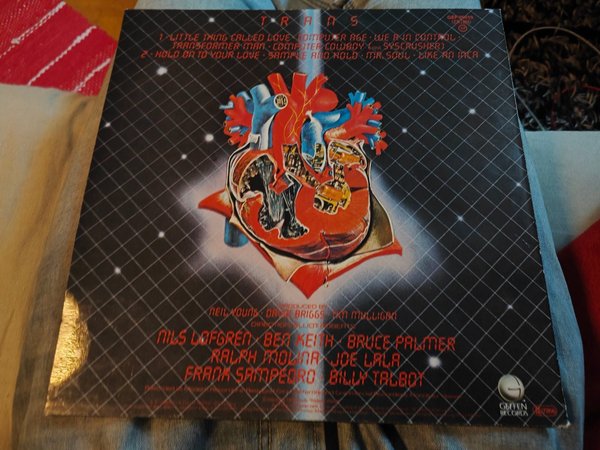 TRANS
1 · LITTLE THING CALLED LOVE · COMPUTER AGE · WE R IN CONTROL ·
TRANSFORMER MAN · COMPUTER COWBOY (AKA SYSCRUSHER)
2 · HOLD ON TO YOUR LOVE · SAMPLE AND HOLD · MR. SOUL · LIKE AN INCA
PRODUCED BY
NEIL YOUNG · DAVID BRIGGS · TIM MULLIGAN
NILS LOFGREN · BEN KEITH · BRUCE PALMER
RALPH MOLINA · JOE LALA
FRANK SAMPEDRO · BILLY TALBOT
GEFFEN
RECORDS